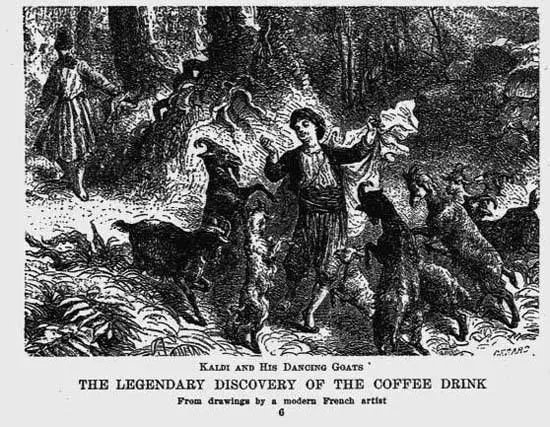 KALDI AND HIS DANCING GOATS
THE LEGENDARY DISCOVERY OF THE COFFEE DRINK
From drawings by a modern French artist
6